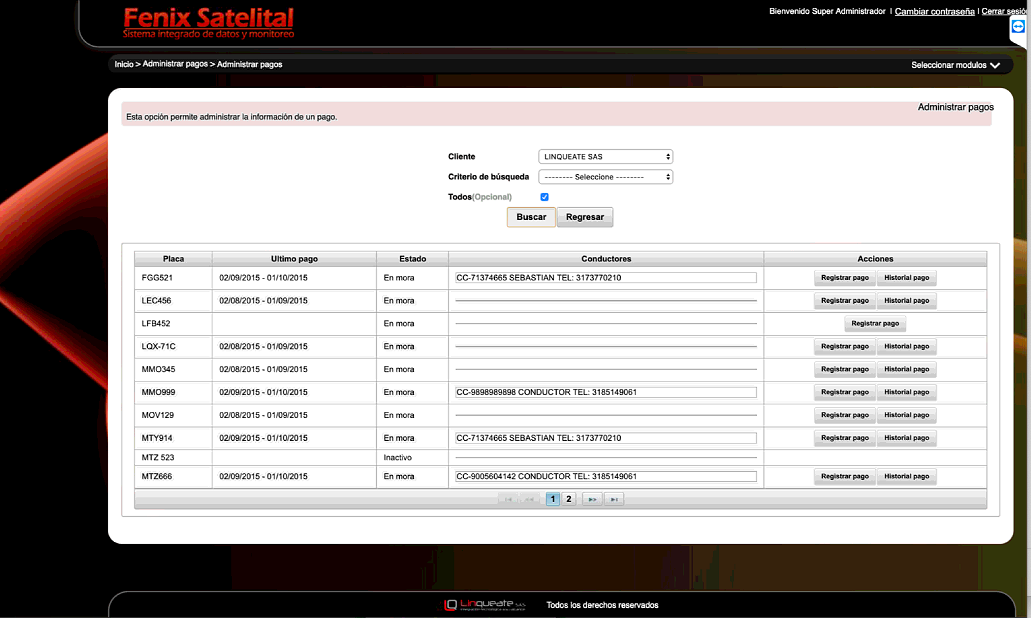 Fenix Satelital
Sistema integrado de datos y monitoreo
Bienvenido Super Administrador | Cambiar contraseña | Cerrar sesió
Inicio > Administrar pagos > Administrar pagos
Seleccionar modulos
Administrar pagos
Esta opción permite administrar la información de un pago.
Cliente LINQUEATE SAS
Criterio de búsqueda -------- Seleccione --------
Todos(Opcional)
Buscar Regresar
Placa Ultimo pago Estado Conductores Acciones
FGG521 02/09/2015 - 01/10/2015 En mora CC-71374665 SEBASTIAN TEL: 3173770210 Registrar pago Historial pago
LEC456 02/08/2015 - 01/09/2015 En mora Registrar pago Historial pago
LFB452 En mora Registrar pago
LQX-71C 02/08/2015 - 01/09/2015 En mora Registrar pago Historial pago
MMO345 02/08/2015 - 01/09/2015 En mora Registrar pago Historial pago
MMO999 02/09/2015 - 01/10/2015 En mora CC-9898989898 CONDUCTOR TEL: 3185149061 Registrar pago Historial pago
MOV129 02/08/2015 - 01/09/2015 En mora Registrar pago Historial pago
MTY914 02/09/2015 - 01/10/2015 En mora CC-71374665 SEBASTIAN TEL: 3173770210 Registrar pago Historial pago
MTZ 523 Inactivo
MTZ666 02/09/2015 - 01/10/2015 En mora CC-9005604142 CONDUCTOR TEL: 3185149061 Registrar pago Historial pago
1 2
Linqueate S.A.S. Todos los derechos reservados